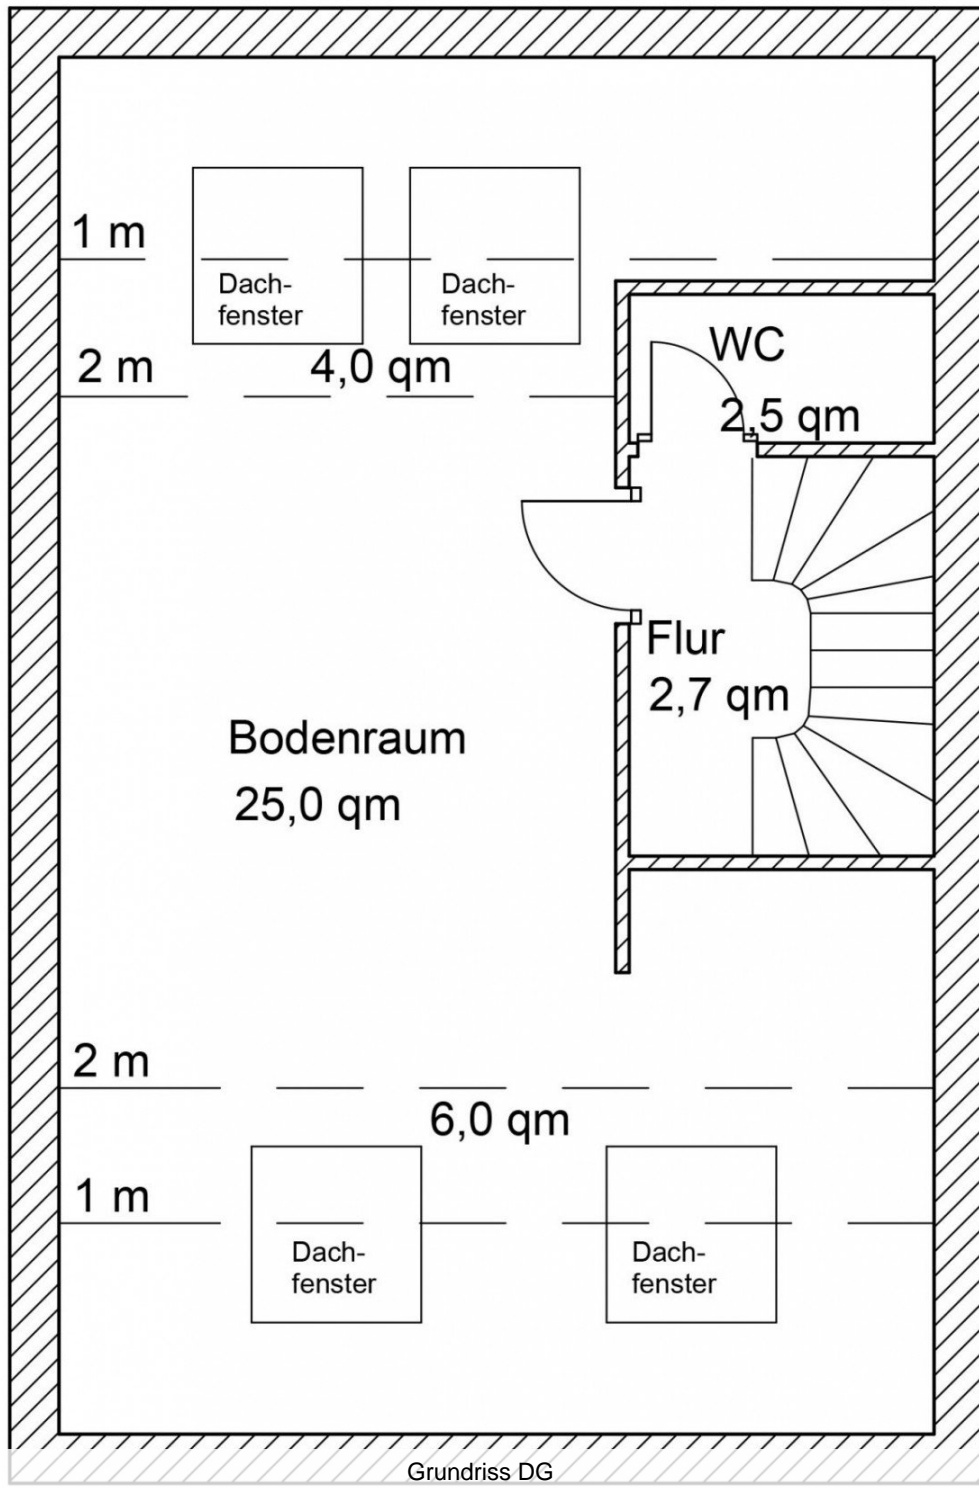 1 m
Dach-
fenster
Dach-
fenster
2 m
4,0 qm
WC
2,5 qm
Flur
2,7 qm
Bodenraum
25,0 qm
2 m
6,0 qm
1 m
Dach-
fenster
Dach-
fenster
Grundriss DG